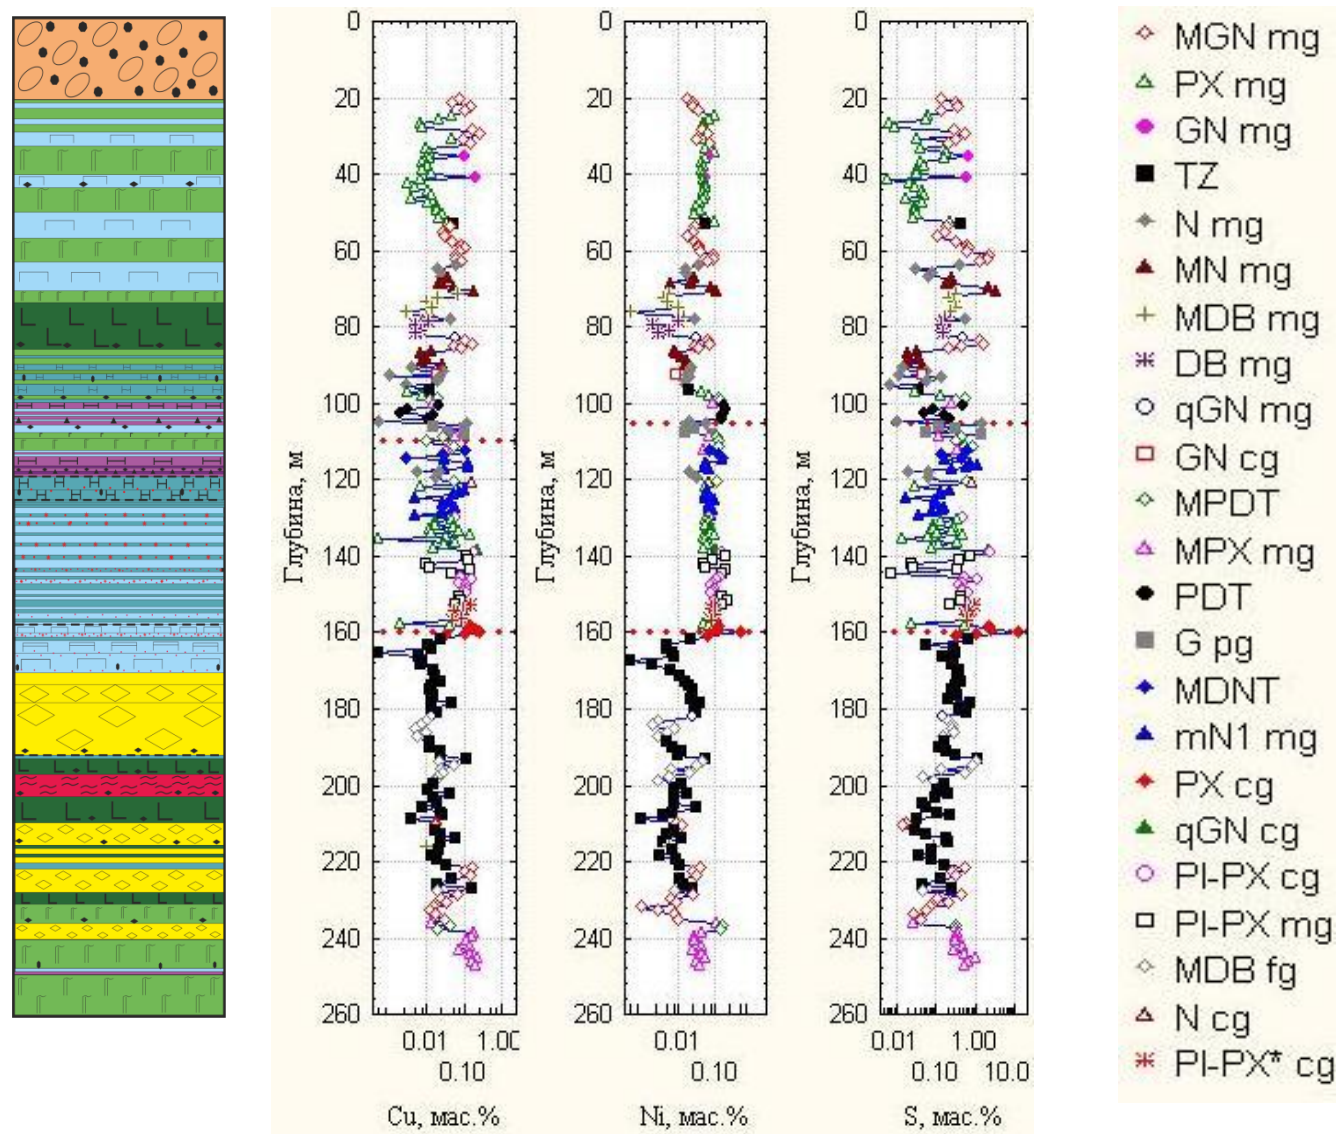 0
20
40
60
80
100
120
140
160
180
200
220
240
260
Глубина, м
0.01
1.00
0.10
Cu, мас.%
0
20
40
60
80
100
120
140
160
180
200
220
240
260
Глубина, м
0.01
0.10
Ni, мас.%
0
20
40
60
80
100
120
140
160
180
200
220
240
260
Глубина, м
0.01
1.00
0.10
10.0
S, мас.%
MGN mg
PX mg
GN mg
TZ
N mg
MN mg
MDB mg
DB mg
qGN mg
GN cg
MPDT
MPX mg
PDT
G pg
MDNT
mN1 mg
PX cg
qGN cg
Pl-PX cg
Pl-PX mg
MDB fg
N cg
Pl-PX* cg